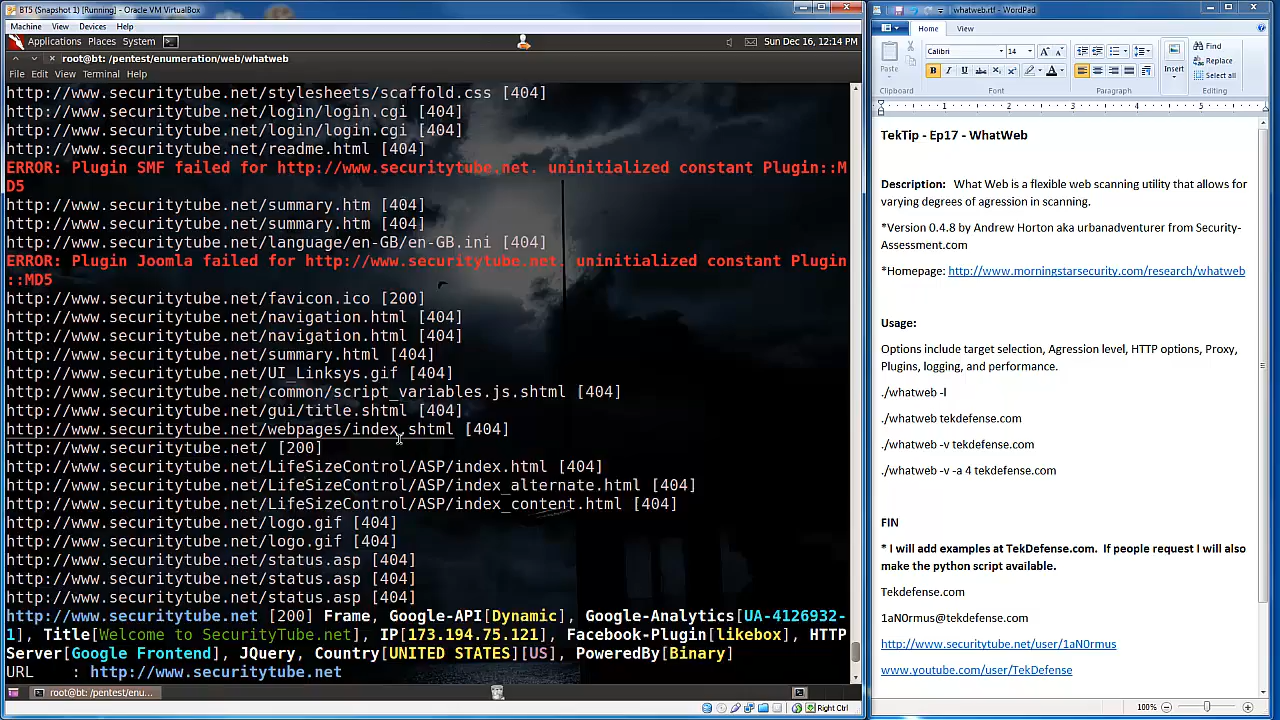 BT5 (Snapshot 1) [Running] - Oracle VM VirtualBox
Machine View Devices Help
Applications Places System
Sun Dec 16, 12:14 PM
root@bt: /pentest/enumeration/web/whatweb
File Edit View Terminal Help
http://www.securitytube.net/stylesheets/scaffold.css [404]
http://www.securitytube.net/login/login.cgi [404]
http://www.securitytube.net/login/login.cgi [404]
http://www.securitytube.net/readme.html [404]
ERROR: Plugin SMF failed for http://www.securitytube.net. uninitialized constant Plugin::M
D5
http://www.securitytube.net/summary.htm [404]
http://www.securitytube.net/summary.htm [404]
http://www.securitytube.net/language/en-GB/en-GB.ini [404]
ERROR: Plugin Joomla failed for http://www.securitytube.net. uninitialized constant Plugin
::MD5
http://www.securitytube.net/favicon.ico [200]
http://www.securitytube.net/navigation.html [404]
http://www.securitytube.net/navigation.html [404]
http://www.securitytube.net/summary.html [404]
http://www.securitytube.net/UI_Linksys.gif [404]
http://www.securitytube.net/common/script_variables.js.shtml [404]
http://www.securitytube.net/gui/title.shtml [404]
http://www.securitytube.net/webpages/index.shtml [404]
http://www.securitytube.net/ [200]
http://www.securitytube.net/LifeSizeControl/ASP/index.html [404]
http://www.securitytube.net/LifeSizeControl/ASP/index_alternate.html [404]
http://www.securitytube.net/LifeSizeControl/ASP/index_content.html [404]
http://www.securitytube.net/logo.gif [404]
http://www.securitytube.net/logo.gif [404]
http://www.securitytube.net/status.asp [404]
http://www.securitytube.net/status.asp [404]
http://www.securitytube.net/status.asp [404]
http://www.securitytube.net [200] Frame, Google-API[Dynamic], Google-Analytics[UA-4126932-
1], Title[Welcome to SecurityTube.net], IP[173.194.75.121], Facebook-Plugin[likebox], HTTP
Server[Google Frontend], JQuery, Country[UNITED STATES][US], PoweredBy[Binary]
URL : http://www.securitytube.net
root@bt: /pentest/enu...
Right Ctrl
whatweb.rtf - WordPad
Home View
Paste
Calibri 14
Insert
Find
Replace
Select all
Clipboard Font Paragraph Editing
1 2 3 4 5
TekTip - Ep17 - WhatWeb
Description: What Web is a flexible web scanning utility that allows for
varying degrees of agression in scanning.
*Version 0.4.8 by Andrew Horton aka urbanadventurer from Security-
Assessment.com
*Homepage: http://www.morningstarsecurity.com/research/whatweb
Usage:
Options include target selection, Agression level, HTTP options, Proxy,
Plugins, logging, and performance.
./whatweb -l
./whatweb tekdefense.com
./whatweb -v tekdefense.com
./whatweb -v -a 4 tekdefense.com
FIN
* I will add examples at TekDefense.com. If people request I will also
make the python script available.
Tekdefense.com
1aN0rmus@tekdefense.com
http://www.securitytube.net/user/1aN0rmus
www.youtube.com/user/TekDefense
100%